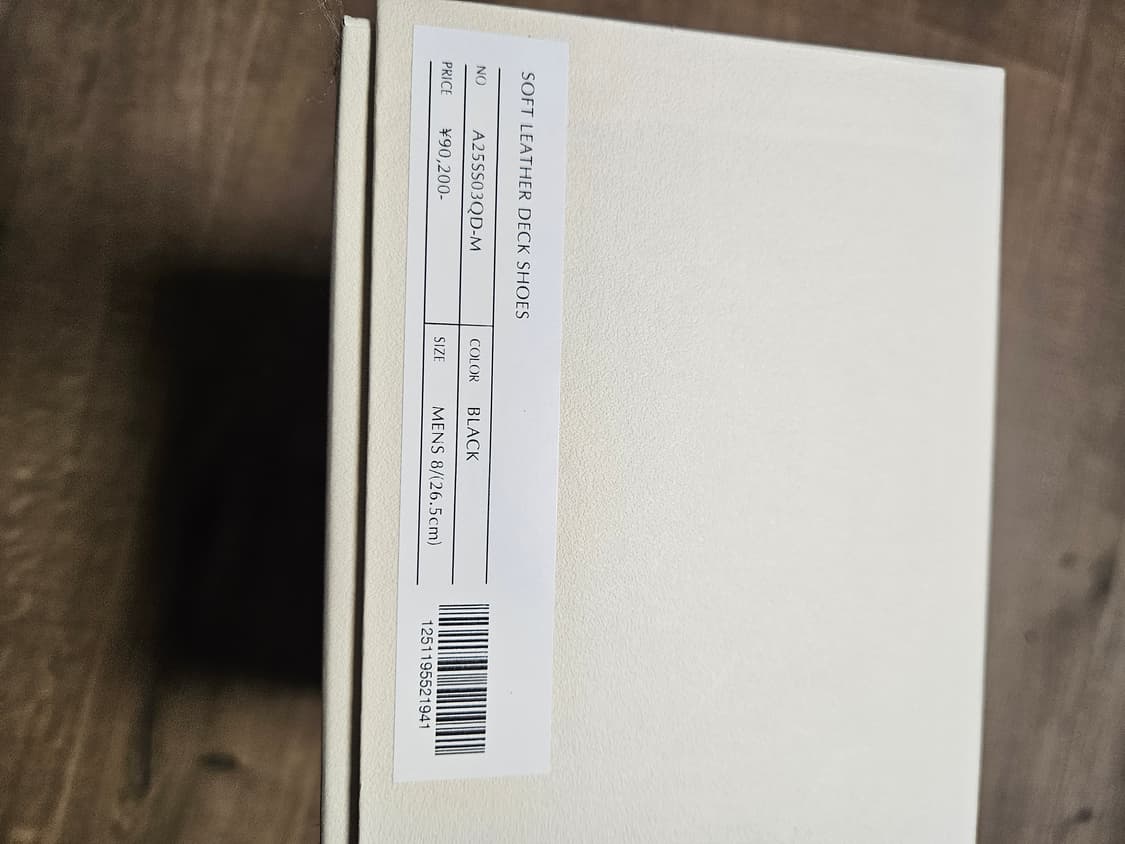 SOFT LEATHER DECK SHOES
NO A25SS03QD-M COLOR BLACK
PRICE ¥90,200- SIZE MENS 8/(26.5cm)
1251195521941